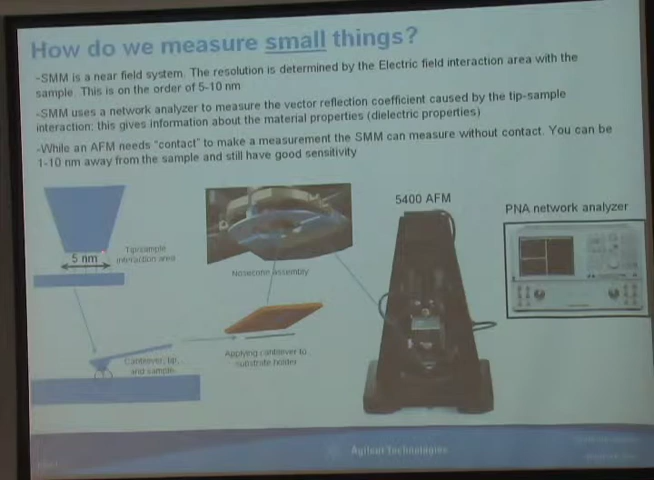 How do we measure small things?
-SMM is a near field system. The resolution is determined by the Electric field interaction area with the
sample. This is on the order of 5-10 nm
-SMM uses a network analyzer to measure the vector reflection coefficient caused by the tip-sample
interaction: this gives information about the material properties (dielectric properties)
-While an AFM needs "contact" to make a measurement the SMM can measure without contact. You can be
1-10 nm away from the sample and still have good sensitivity
5400 AFM
PNA network analyzer
5 nm
Tip/sample
interaction area
Nosecone assembly
Cantilever, tip,
and sample
Applying cantilever to
substrate holder
Agilent Technologies